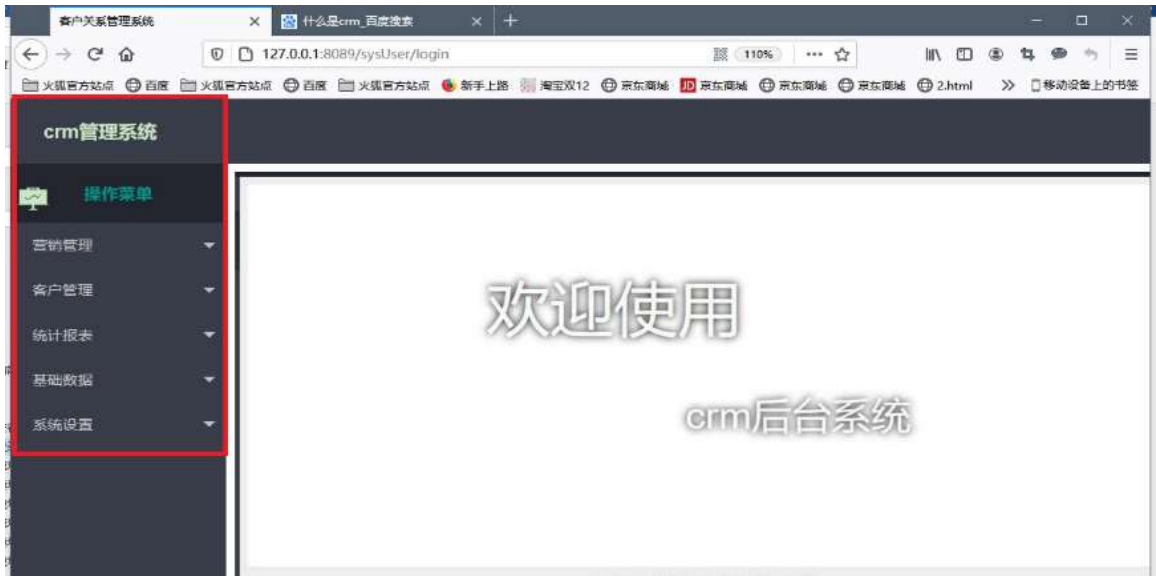 客户关系管理系统
什么是crm_百度搜索
127.0.0.1:8089/sysUser/login
110%
火狐官方站点 百度 火狐官方站点 百度 火狐官方站点 新手上路 淘宝双12 京东商城 JD 京东商城 京东商城 京东商城 2.html 移动设备上的书签
crm管理系统
操作菜单
营销管理
客户管理
统计报表
基础数据
系统设置
欢迎使用
crm后台系统